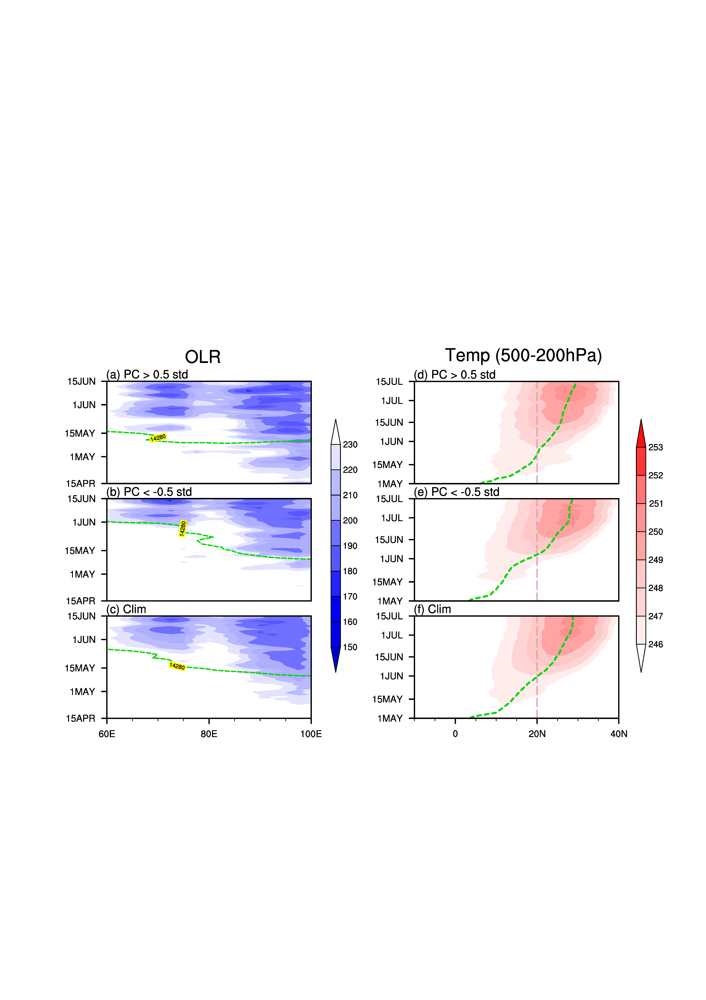 OLR
(a) PC > 0.5 std
15JUN
1JUN
15MAY
1MAY
15APR
14280
(b) PC < -0.5 std
15JUN
1JUN
15MAY
1MAY
15APR
14280
(c) Clim
15JUN
1JUN
15MAY
1MAY
15APR
14280
60E 80E 100E
230
220
210
200
190
180
170
160
150
Temp (500-200hPa)
(d) PC > 0.5 std
15JUL
1JUL
15JUN
1JUN
15MAY
1MAY
(e) PC < -0.5 std
15JUL
1JUL
15JUN
1JUN
15MAY
1MAY
(f) Clim
15JUL
1JUL
15JUN
1JUN
15MAY
1MAY
0 20N 40N
253
252
251
250
249
248
247
246